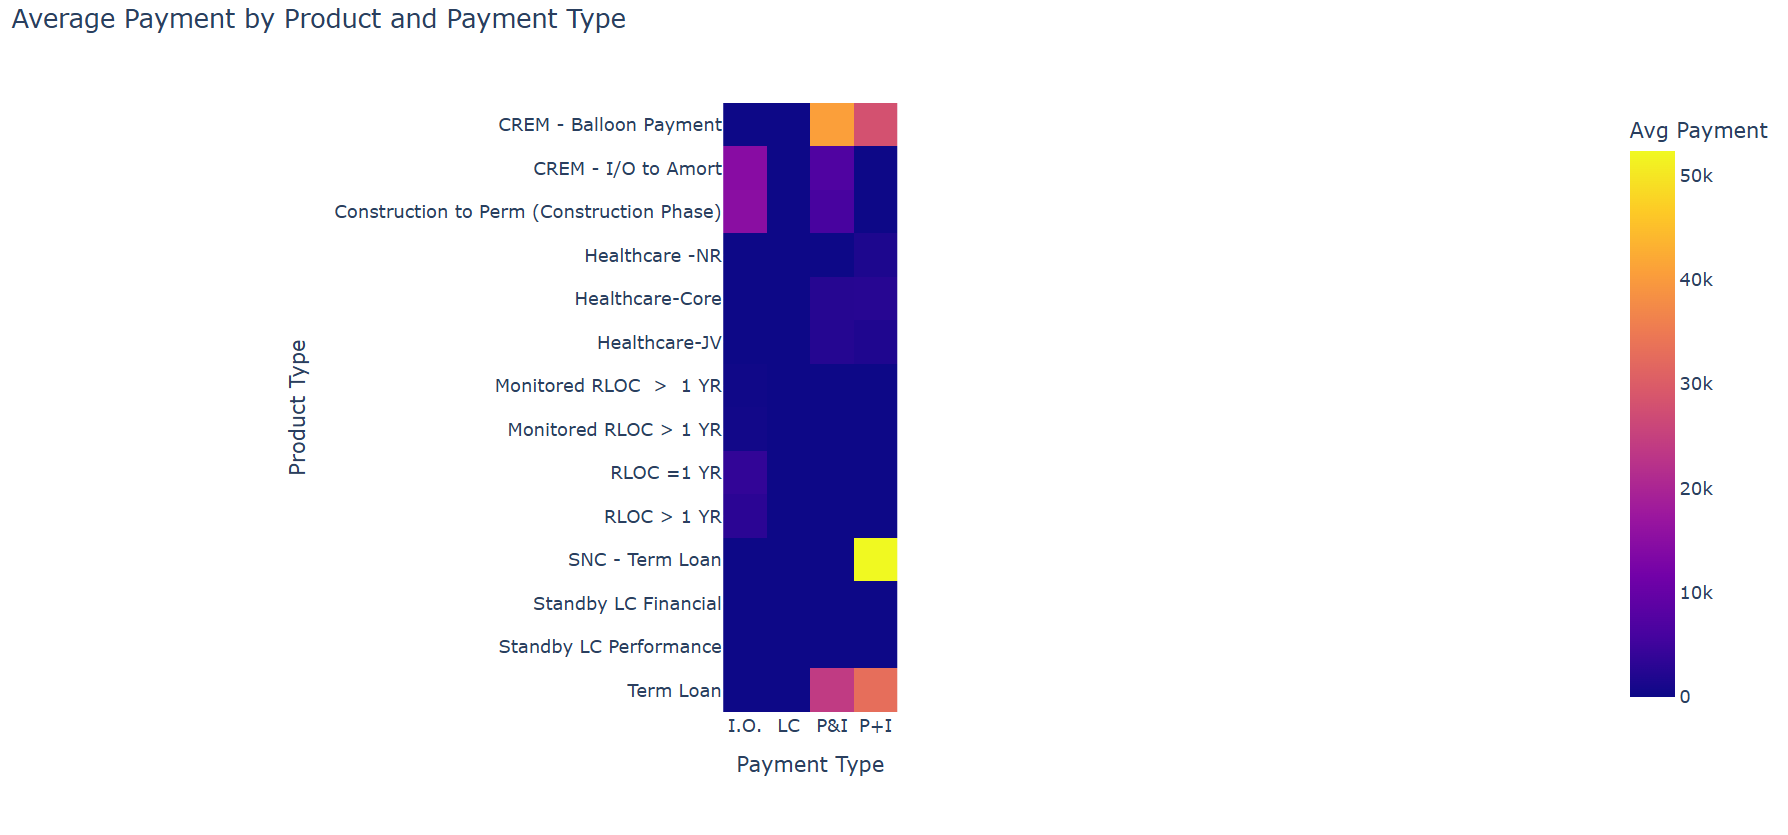 Average Payment by Product and Payment Type
Avg Payment
CREM - Balloon Payment
CREM - I/O to Amort
Construction to Perm (Construction Phase)
Healthcare -NR
Healthcare-Core
Healthcare-JV
Monitored RLOC  >  1 YR
Monitored RLOC > 1 YR
RLOC =1 YR
RLOC > 1 YR
SNC - Term Loan
Standby LC Financial
Standby LC Performance
Term Loan
Product Type
I.O. LC P&I P+I
Payment Type
50k
40k
30k
20k
10k
0